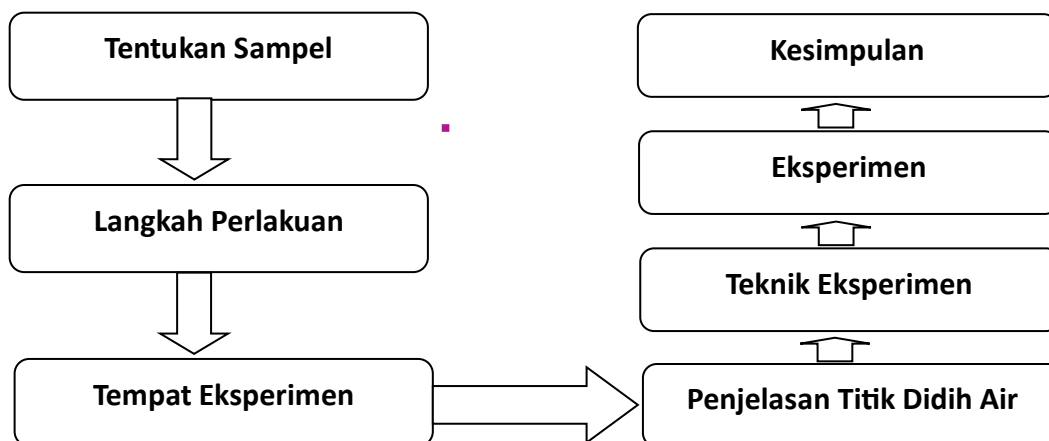 Tentukan Sampel
Langkah Perlakuan
Tempat Eksperimen
Penjelasan Titik Didih Air
Teknik Eksperimen
Eksperimen
Kesimpulan